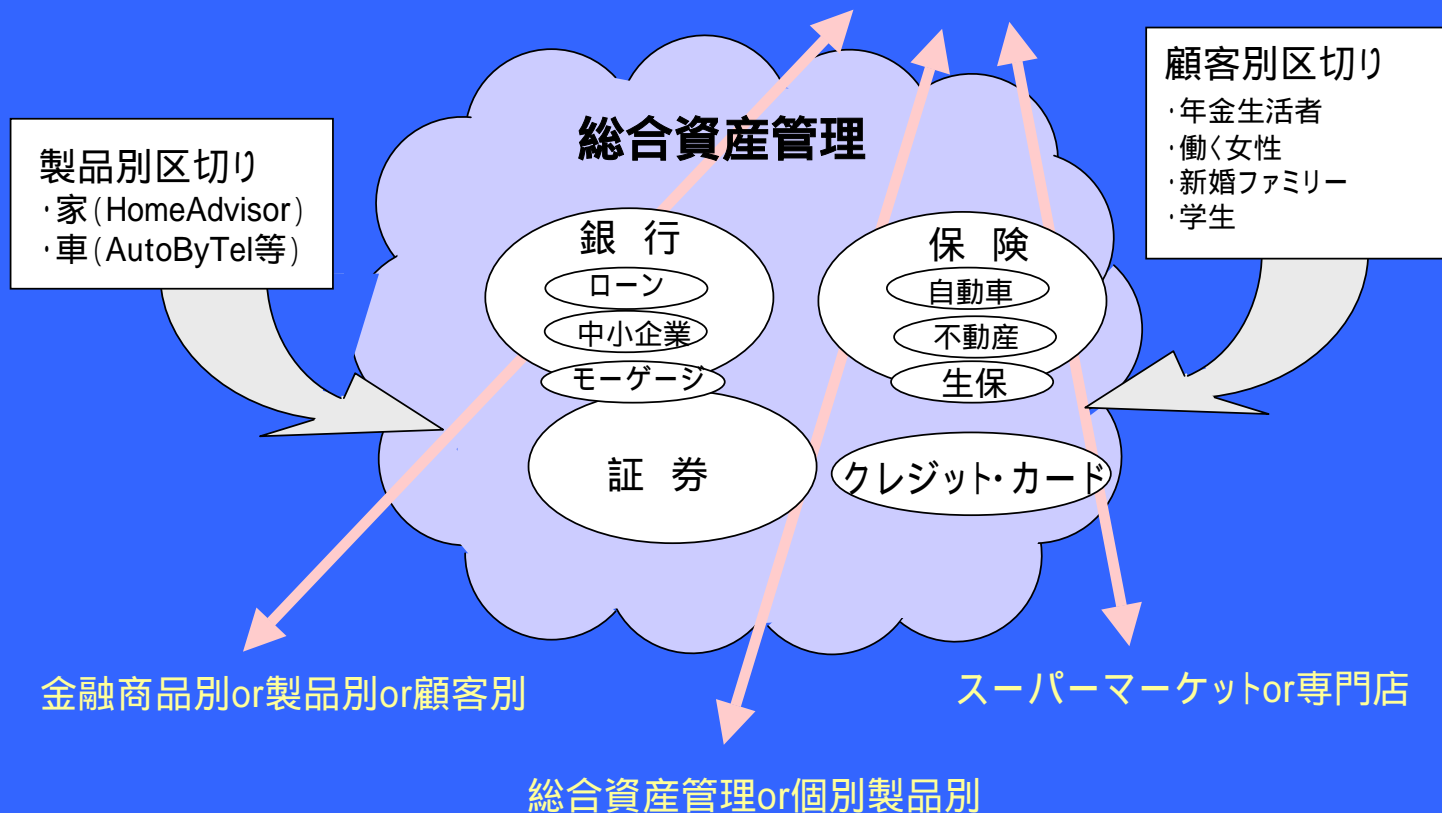 総合資産管理
製品別区切り
･家(HomeAdvisor)
･車(AutoByTel等)
顧客別区切り
･年金生活者
･働く女性
･新婚ファミリー
･学生
銀 行
ローン
中小企業
モーゲージ
証 券
保 険
自動車
不動産
生保
クレジット･カード
金融商品別or製品別or顧客別
スーパーマーケットor専門店
総合資産管理or個別製品別